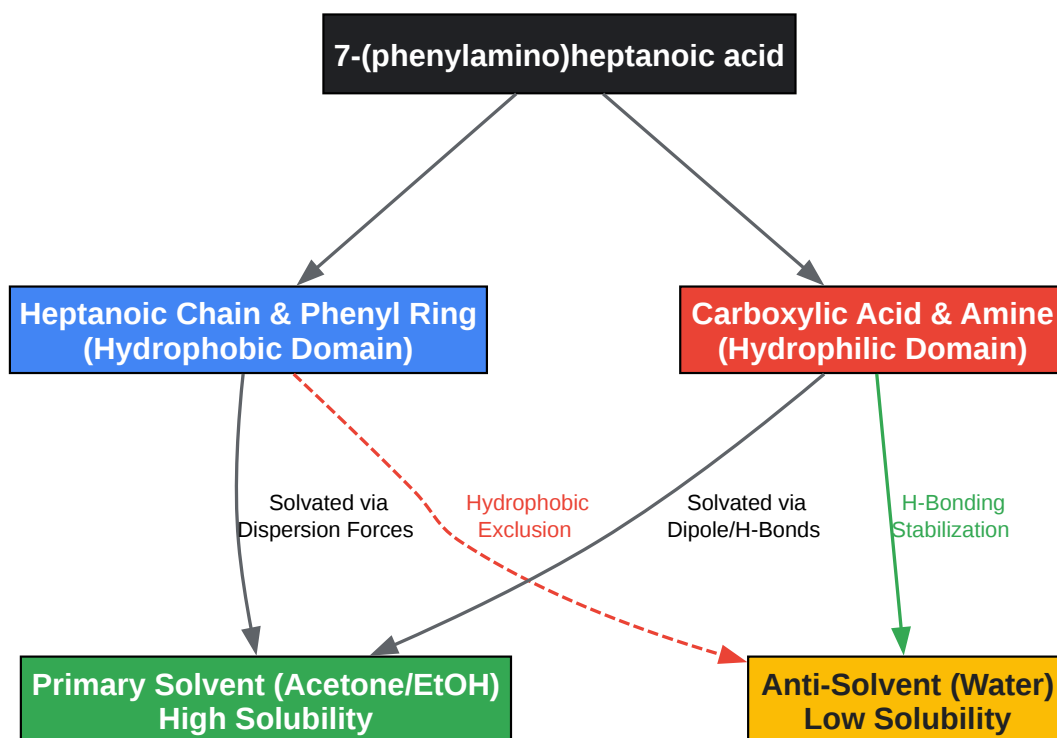 7-(phenylamino)heptanoic acid
Heptanoic Chain & Phenyl Ring
(Hydrophobic Domain)
Carboxylic Acid & Amine
(Hydrophilic Domain)
Solvated via
Dispersion Forces
Hydrophobic
Exclusion
Solvated via
Dipole/H-Bonds
H-Bonding
Stabilization
Primary Solvent (Acetone/EtOH)
High Solubility
Anti-Solvent (Water)
Low Solubility